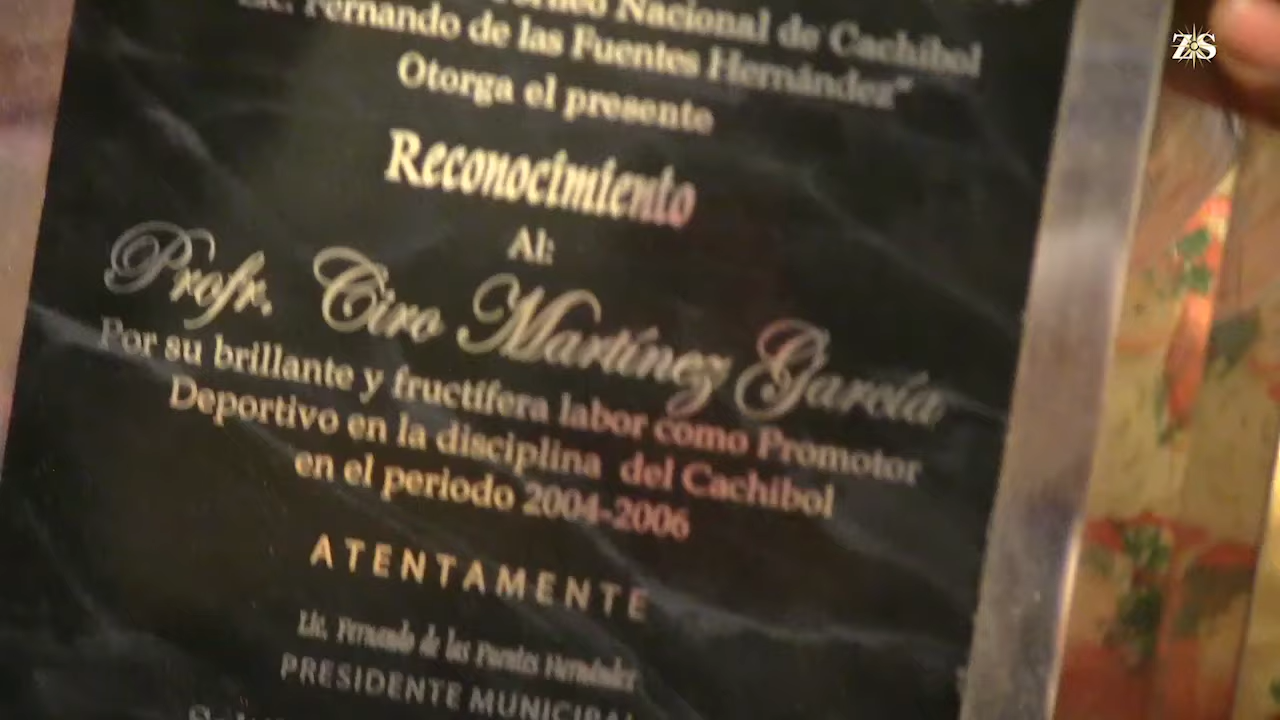 Nacional de Cachibol
Lic. Fernando de las Fuentes Hernández"
Otorga el presente
Reconocimiento
Al:
Profr. Ciro Martínez García
Por su brillante y fructífera labor como Promotor
Deportivo en la disciplina del Cachibol
en el periodo 2004-2006
ATENTAMENTE
Lic. Fernando de las Fuentes Hernández
PRESIDENTE MUNICIPAL
ZS